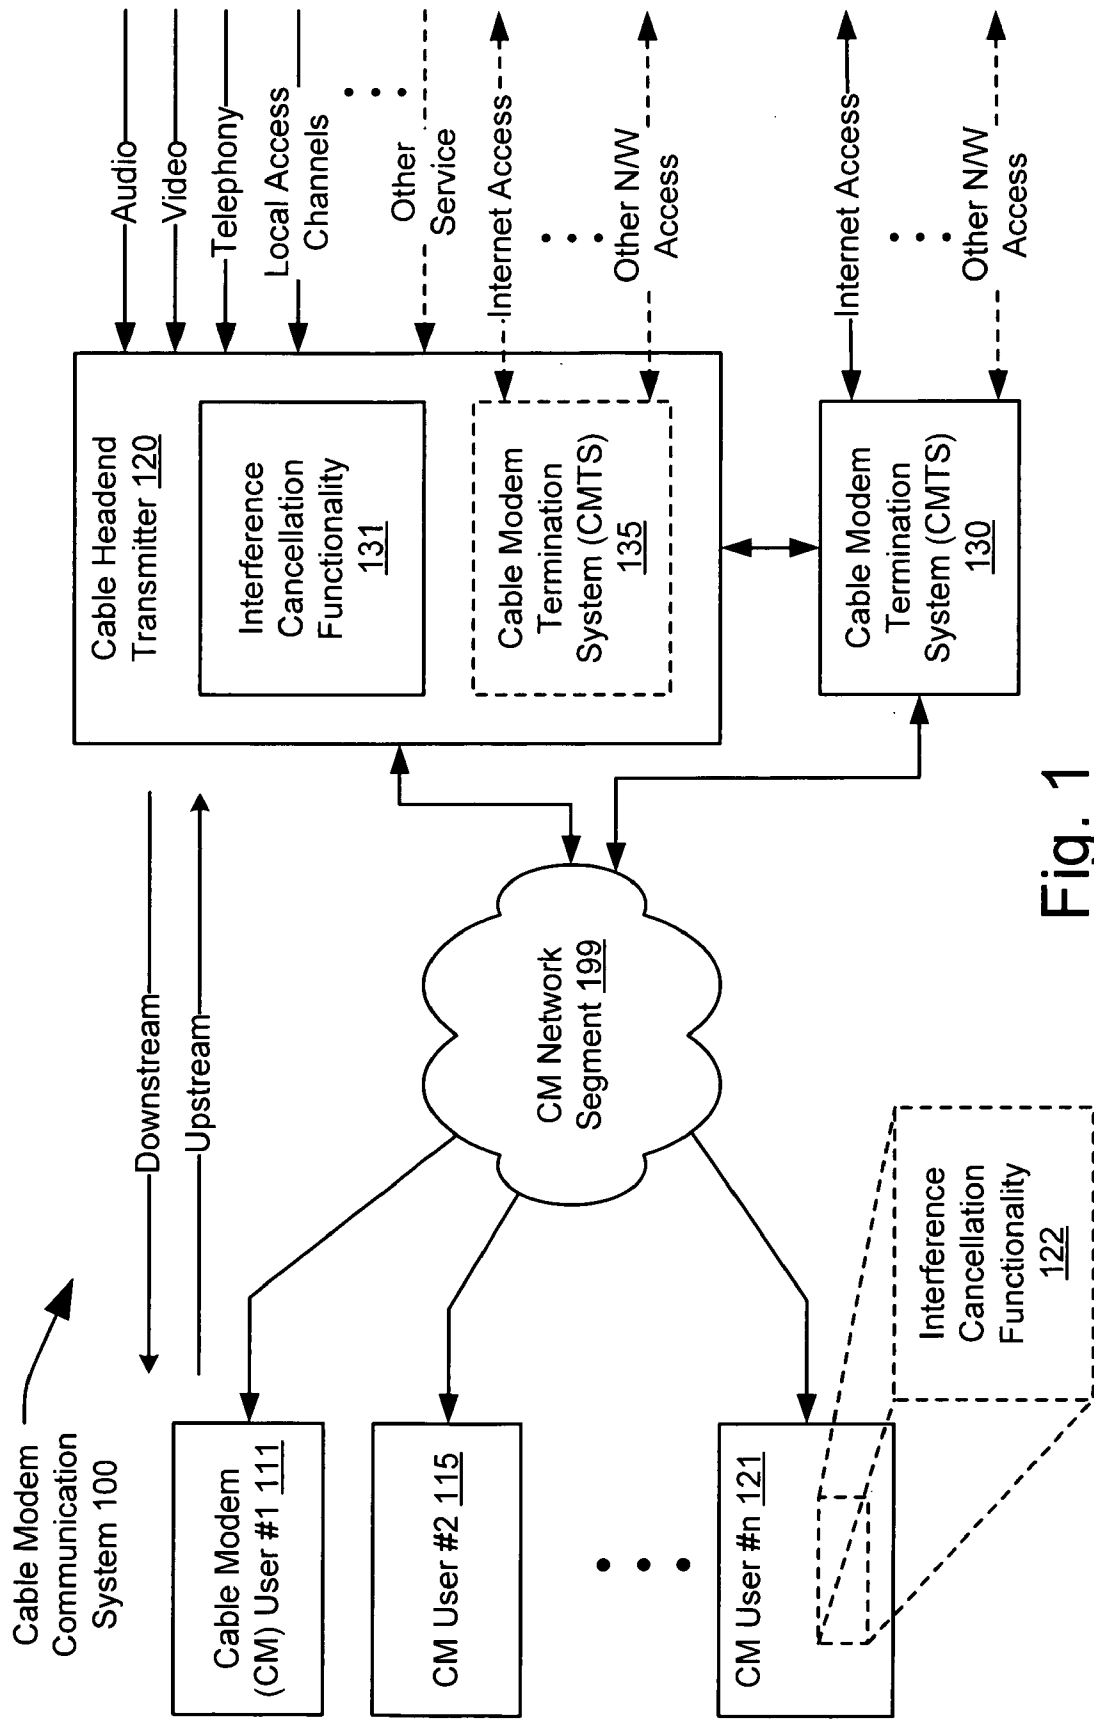 Cable Modem
Communication
System 100
Downstream
Upstream
Cable Modem
(CM) User #1 111
CM User #2 115
CM User #n 121
Interference
Cancellation
Functionality
122
CM Network
Segment 199
Cable Headend
Transmitter 120
Interference
Cancellation
Functionality
131
Cable Modem
Termination
System (CMTS)
135
Cable Modem
Termination
System (CMTS)
130
Audio
Video
Telephony
Local Access
Channels
Other
Service
Internet Access
Other N/W
Access
Internet Access
Other N/W
Access
Fig. 1